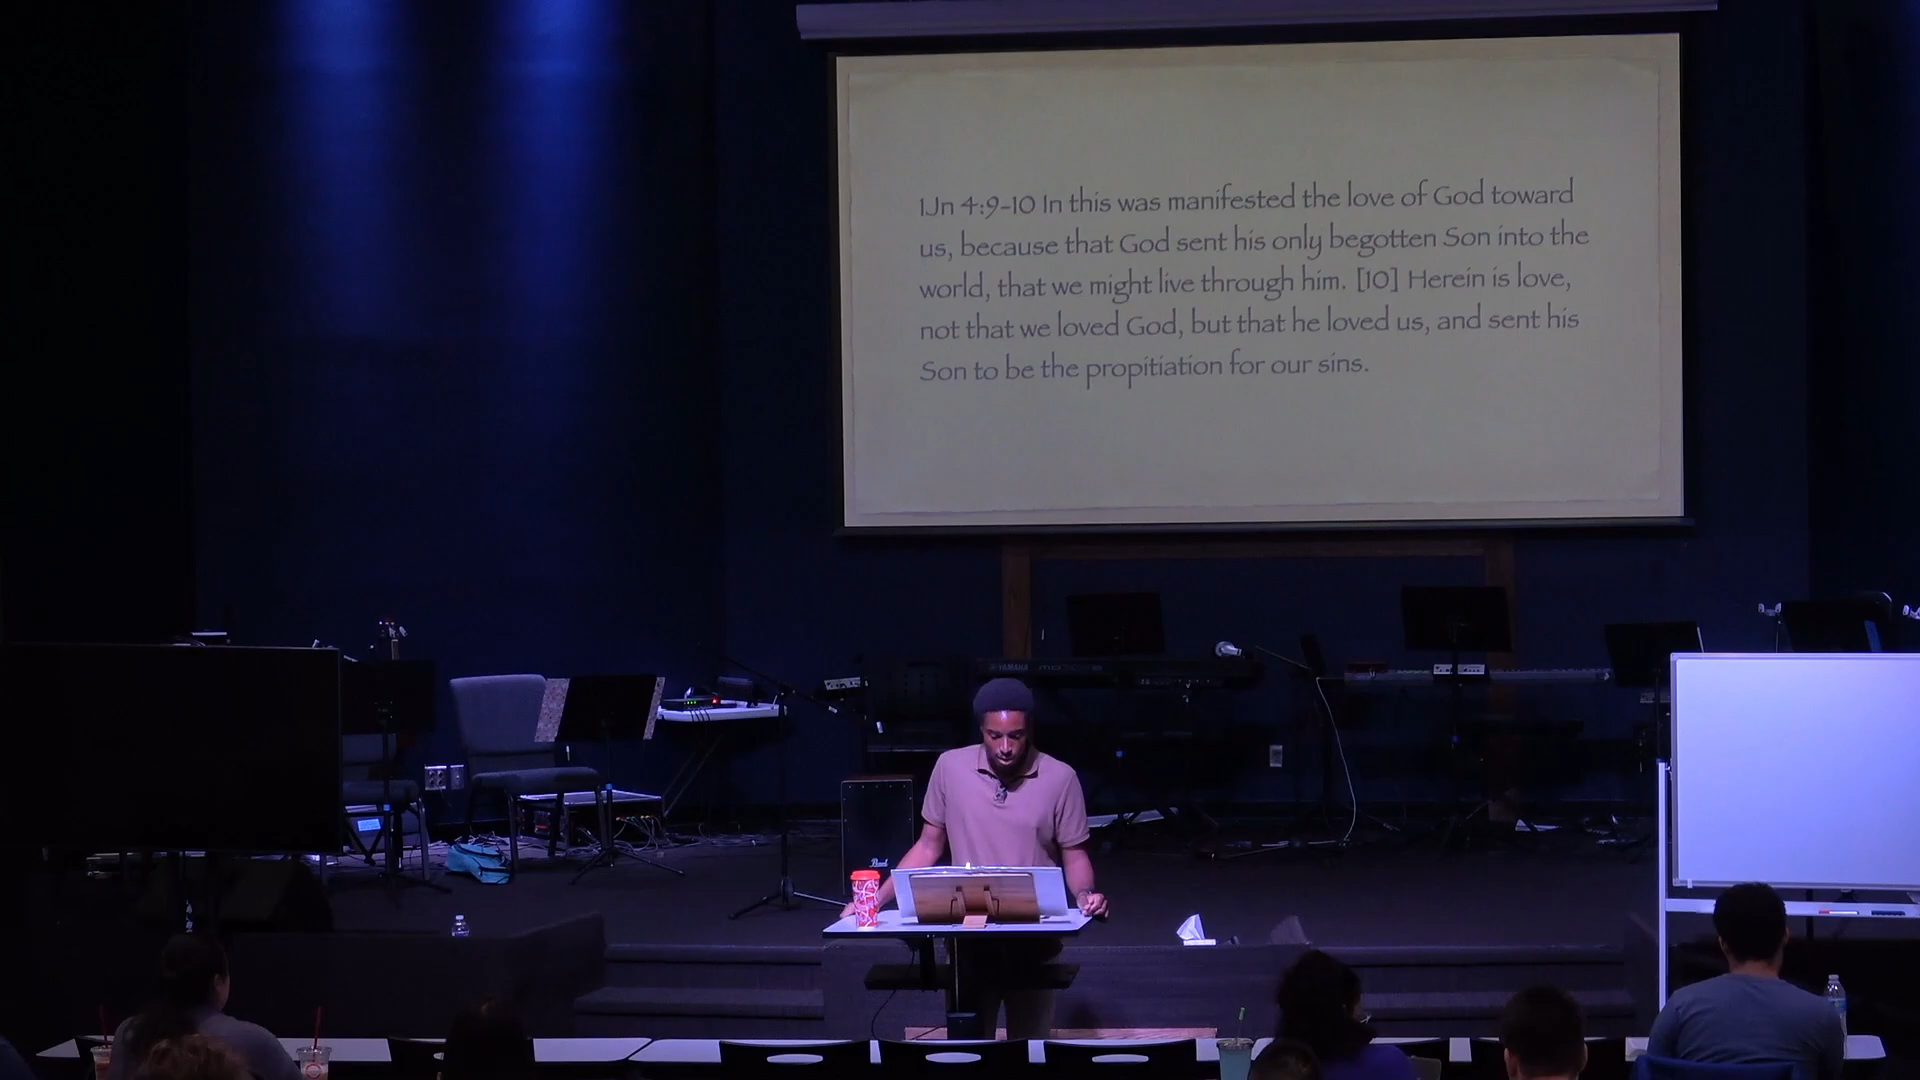 1Jn 4:9-10 In this was manifested the love of God toward
us, because that God sent his only begotten Son into the
world, that we might live through him. [10] Herein is love,
not that we loved God, but that he loved us, and sent his
Son to be the propitiation for our sins.
YAMAHA
Pearl